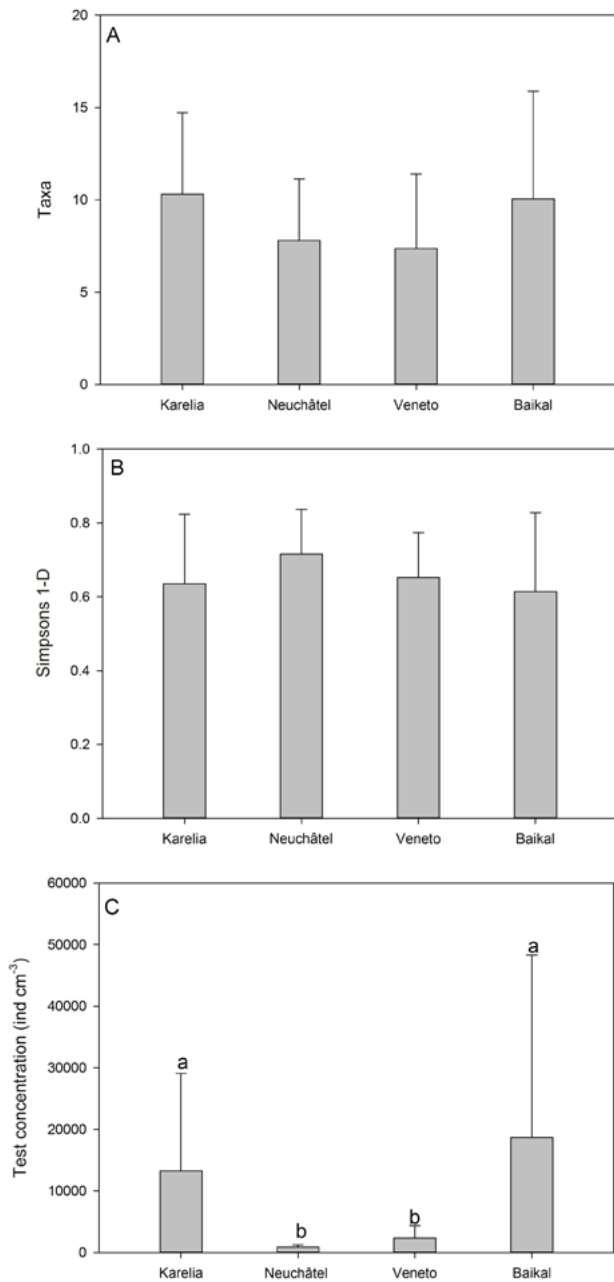 A
20
15
10
5
0
Taxa
Karelia Neuchâtel Veneto Baikal
B
1.0
0.8
0.6
0.4
0.2
0.0
Simpsons 1-D
Karelia Neuchâtel Veneto Baikal
C
60000
50000
40000
30000
20000
10000
0
Test concentration (ind cm⁻³)
a b b a
Karelia Neuchâtel Veneto Baikal